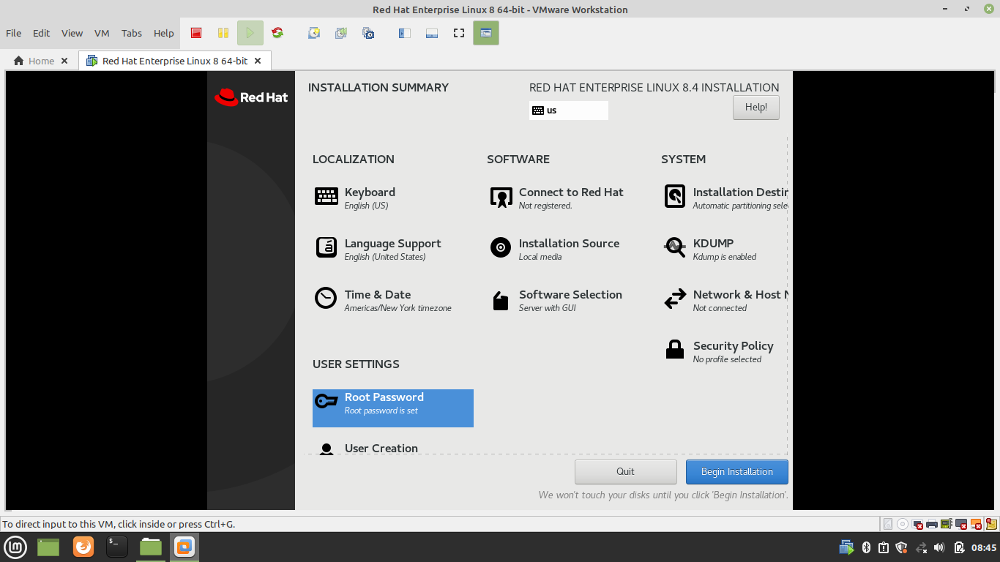 Red Hat Enterprise Linux 8 64-bit - VMware Workstation
File Edit View VM Tabs Help
Home
Red Hat Enterprise Linux 8 64-bit
Red Hat
INSTALLATION SUMMARY
RED HAT ENTERPRISE LINUX 8.4 INSTALLATION
us
Help!
LOCALIZATION
Keyboard
English (US)
Language Support
English (United States)
Time & Date
Americas/New York timezone
SOFTWARE
Connect to Red Hat
Not registered.
Installation Source
Local media
Software Selection
Server with GUI
SYSTEM
Installation Destin
Automatic partitioning sele
KDUMP
Kdump is enabled
Network & Host N
Not connected
Security Policy
No profile selected
USER SETTINGS
Root Password
Root password is set
User Creation
Quit
Begin Installation
We won't touch your disks until you click 'Begin Installation'.
To direct input to this VM, click inside or press Ctrl+G.
08:45